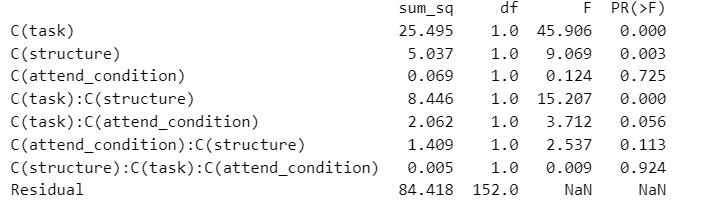 sum_sq df F PR(>F)
C(task) 25.495 1.0 45.906 0.000
C(structure) 5.037 1.0 9.069 0.003
C(attend_condition) 0.069 1.0 0.124 0.725
C(task):C(structure) 8.446 1.0 15.207 0.000
C(task):C(attend_condition) 2.062 1.0 3.712 0.056
C(attend_condition):C(structure) 1.409 1.0 2.537 0.113
C(structure):C(task):C(attend_condition) 0.005 1.0 0.009 0.924
Residual 84.418 152.0 NaN NaN